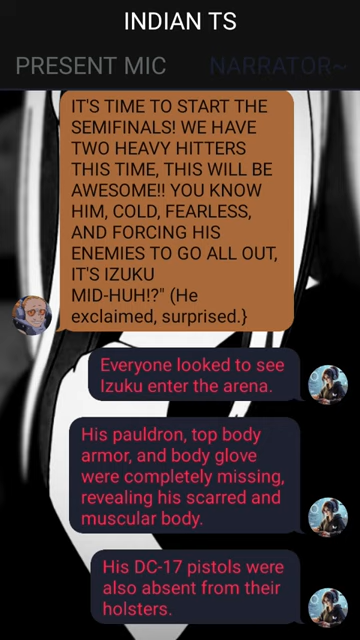 INDIAN TS
PRESENT MIC NARRATOR~
IT'S TIME TO START THE
SEMIFINALS! WE HAVE
TWO HEAVY HITTERS
THIS TIME, THIS WILL BE
AWESOME!! YOU KNOW
HIM, COLD, FEARLESS,
AND FORCING HIS
ENEMIES TO GO ALL OUT,
IT'S IZUKU
MID-HUH!?" (He
exclaimed, surprised.}
Everyone looked to see
Izuku enter the arena.
His pauldron, top body
armor, and body glove
were completely missing,
revealing his scarred and
muscular body.
His DC-17 pistols were
also absent from their
holsters.